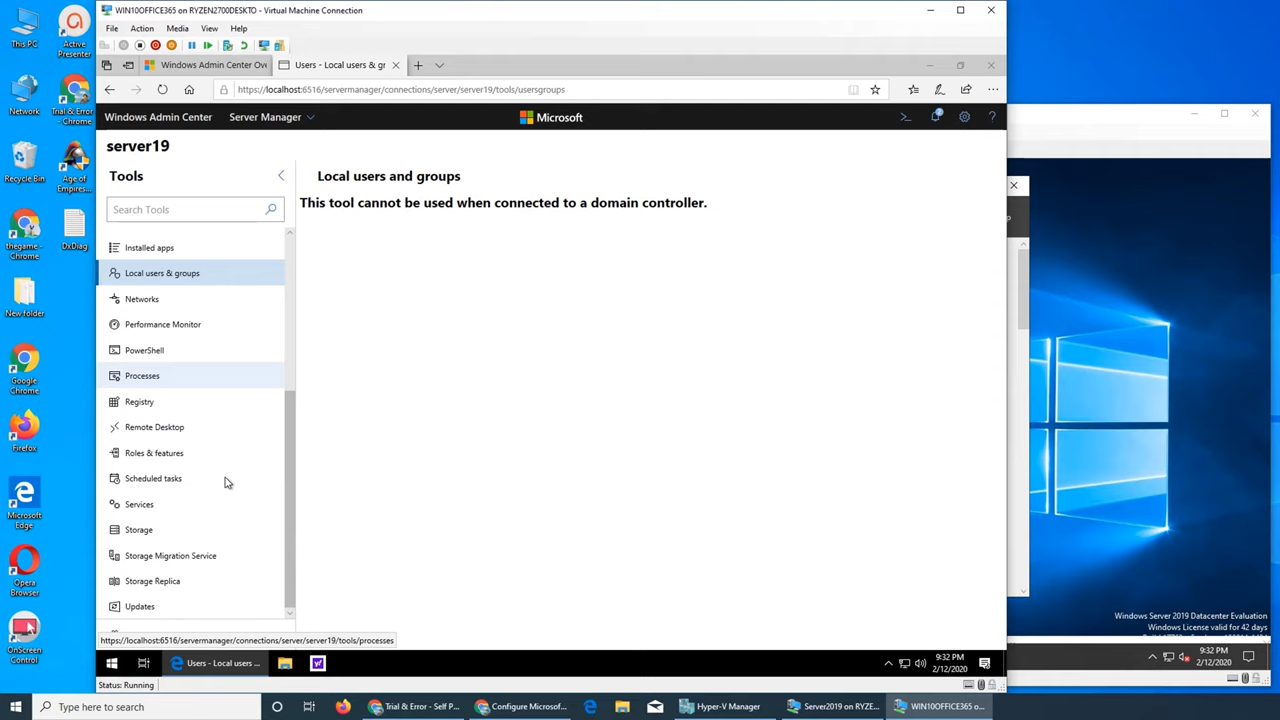 WIN10OFFICE365 on RYZEN2700DESKTO - Virtual Machine Connection
File Action Media View Help
Windows Admin Center Ov
Users - Local users & gr
https://localhost:6516/servermanager/connections/server/server19/tools/usersgroups
Windows Admin Center
Server Manager
Microsoft
server19
Tools
Search Tools
Installed apps
Local users & groups
Networks
Performance Monitor
PowerShell
Processes
Registry
Remote Desktop
Roles & features
Scheduled tasks
Services
Storage
Storage Migration Service
Storage Replica
Updates
https://localhost:6516/servermanager/connections/server/server19/tools/processes
Local users and groups
This tool cannot be used when connected to a domain controller.
Users - Local users ...
9:32 PM
2/12/2020
Status: Running
This PC
Active
Presenter
Network
Trial & Error
- Chrome
Recycle Bin
Age of
Empires...
thegame -
Chrome
DxDiag
New folder
Google
Chrome
Firefox
Microsoft
Edge
Opera
Browser
OnScreen
Control
Windows Server 2019 Datacenter Evaluation
Windows License valid for 42 days
9:32 PM
2/12/2020
Type here to search
Trial & Error - Self P...
Configure Microsof...
Hyper-V Manager
Server2019 on RYZE...
WIN10OFFICE365 o...